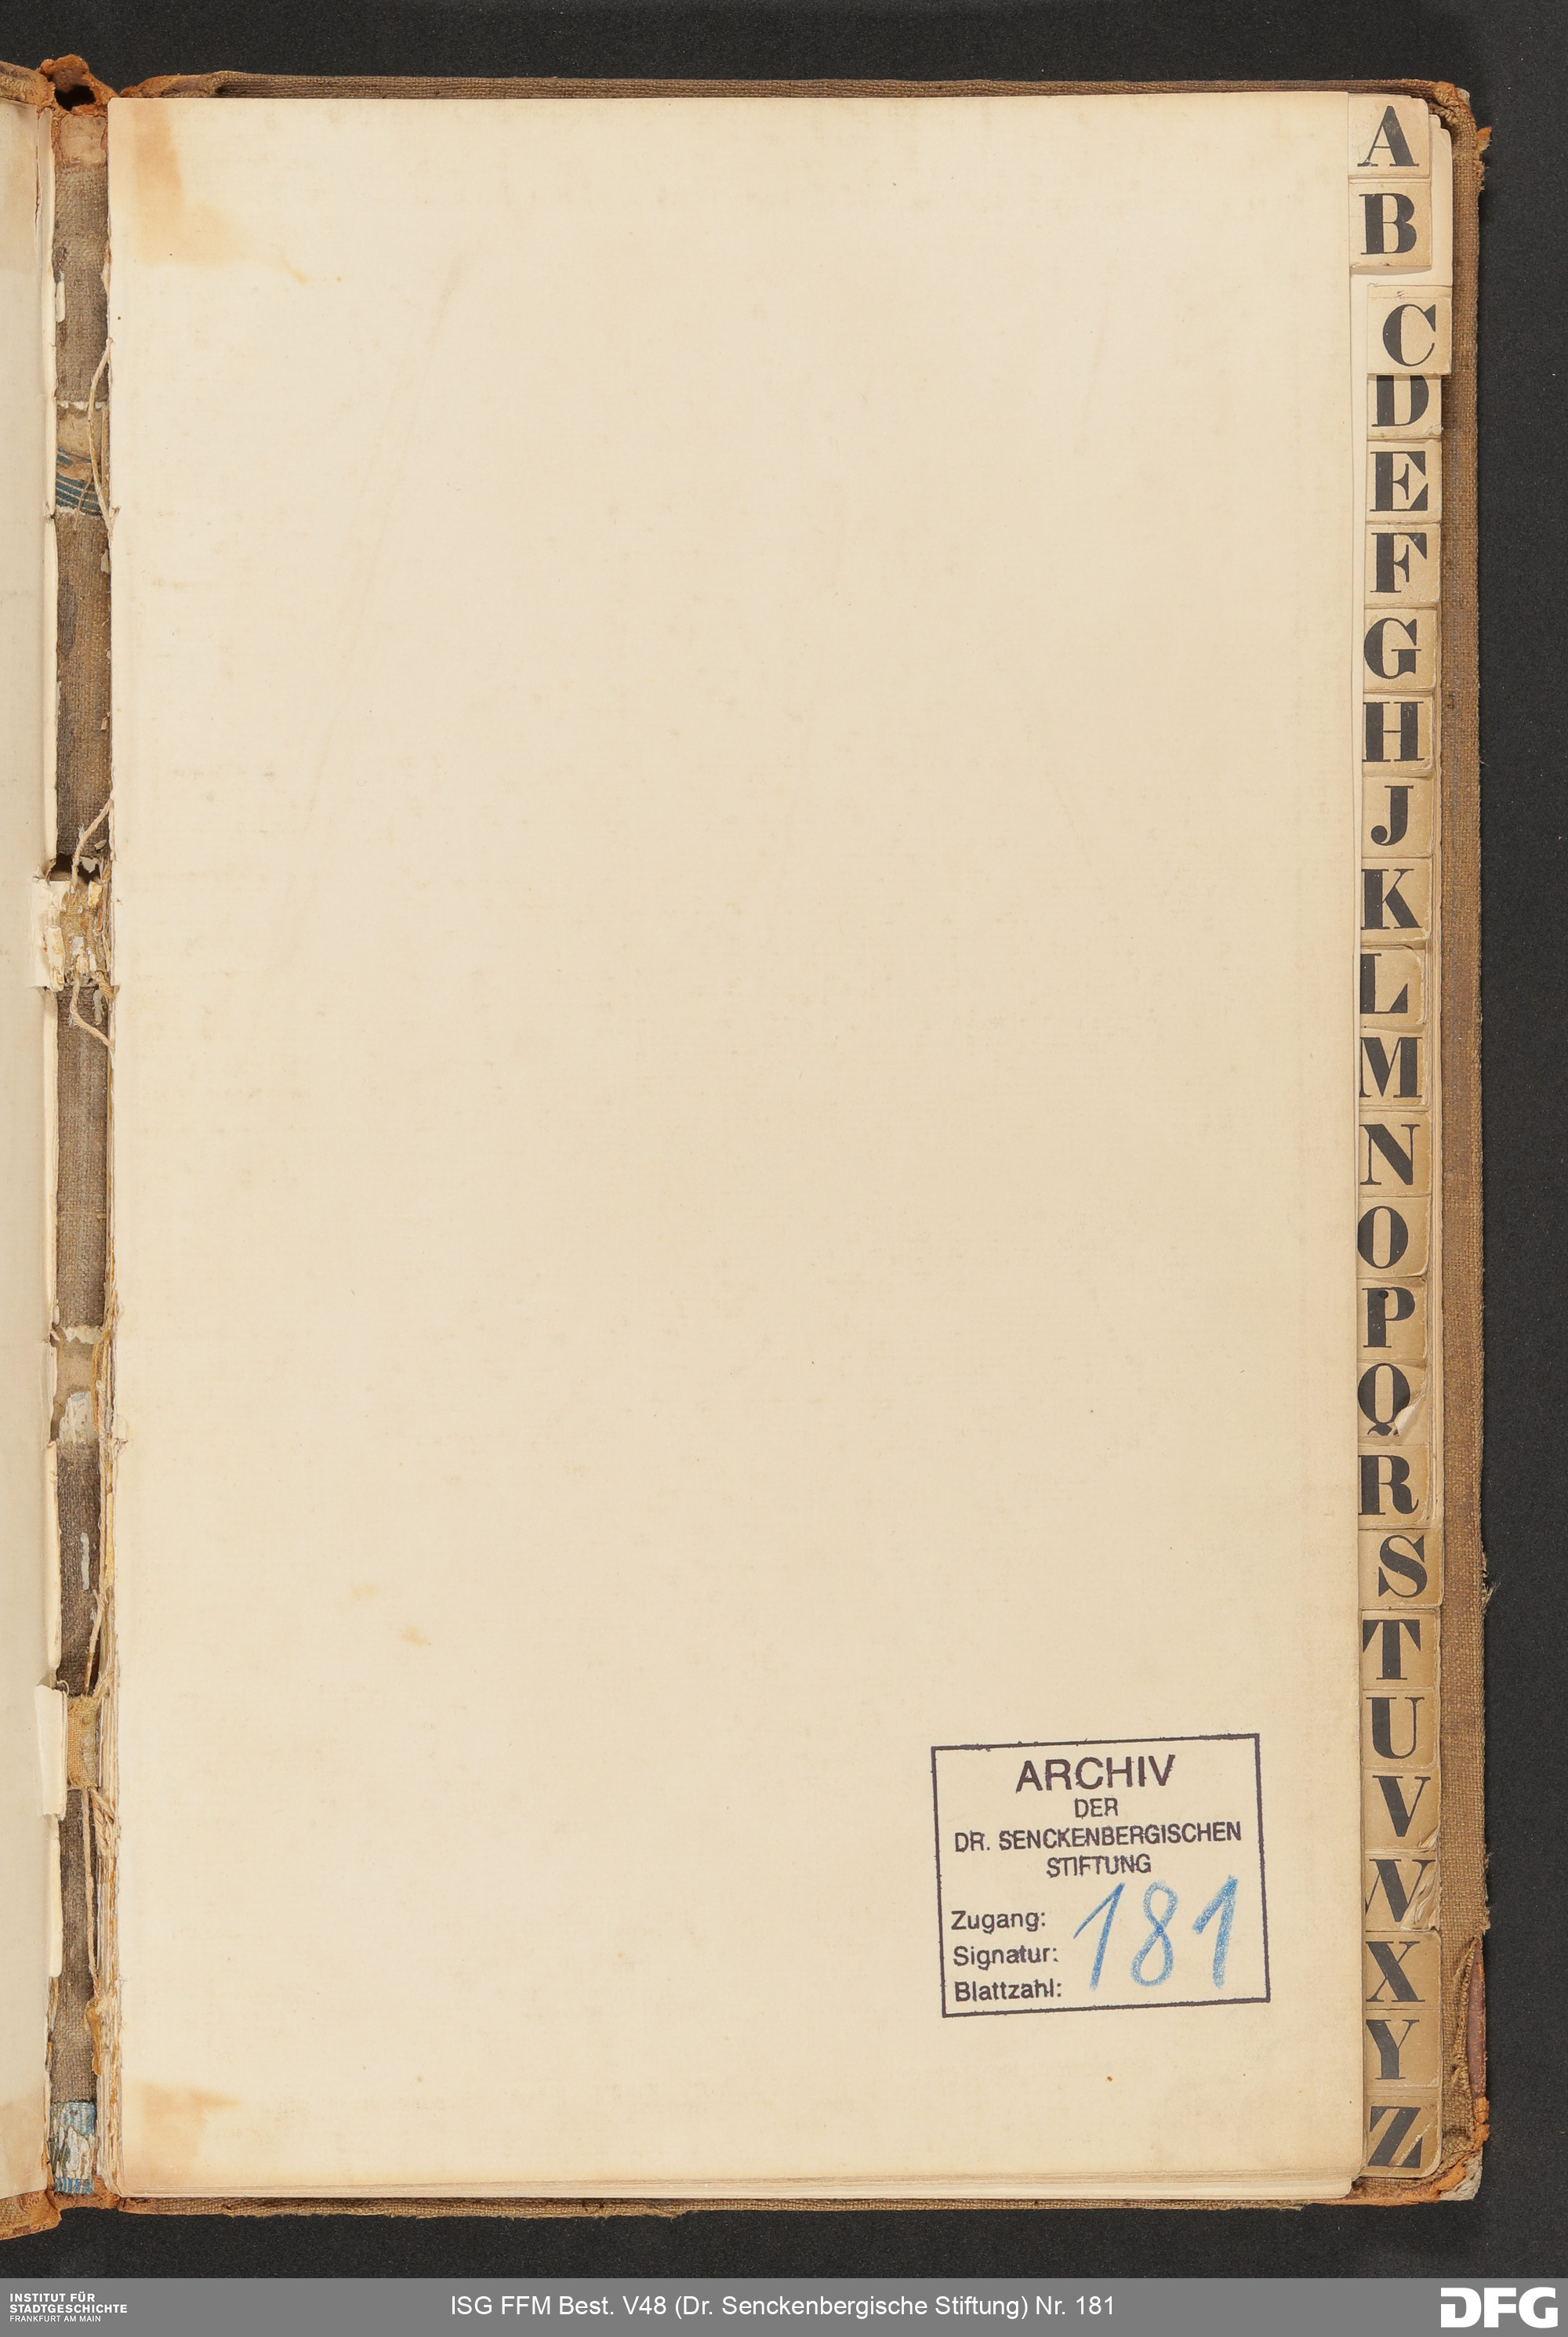 A
B
C
D
E
F
G
H
J
K
L
M
N
O
P
Q
R
S
T
U
V
W
X
Y
Z
ARCHIV
DER
DR. SENCKENBERGISCHEN
STIFTUNG
Zugang:
Signatur: 181
Blattzahl:
INSTITUT FÜR
STADTGESCHICHTE
FRANKFURT AM MAIN
ISG FFM Best. V48 (Dr. Senckenbergische Stiftung) Nr. 181
DFG